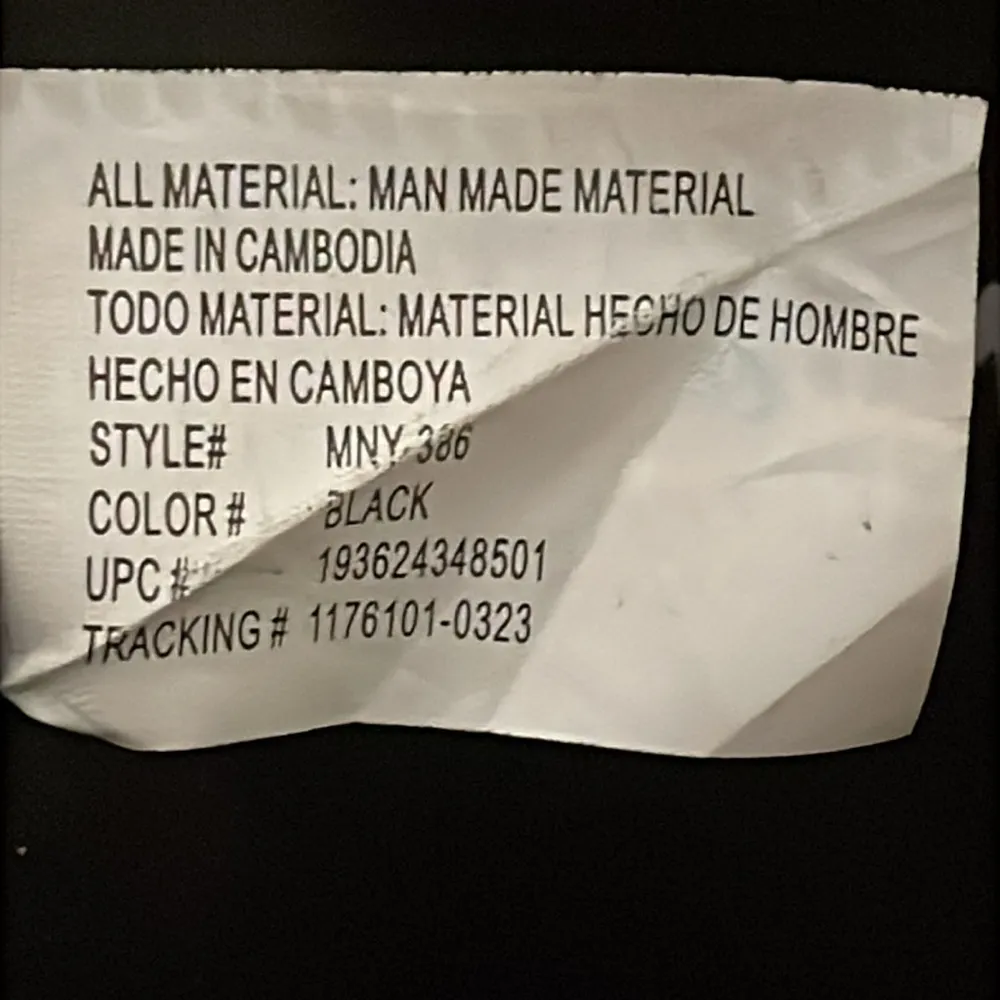 ALL MATERIAL: MAN MADE MATERIAL
MADE IN CAMBODIA
TODO MATERIAL: MATERIAL HECHO DE HOMBRE
HECHO EN CAMBOYA
STYLE# MNY 386
COLOR # BLACK
UPC # 193624348501
TRACKING # 1176101-0323